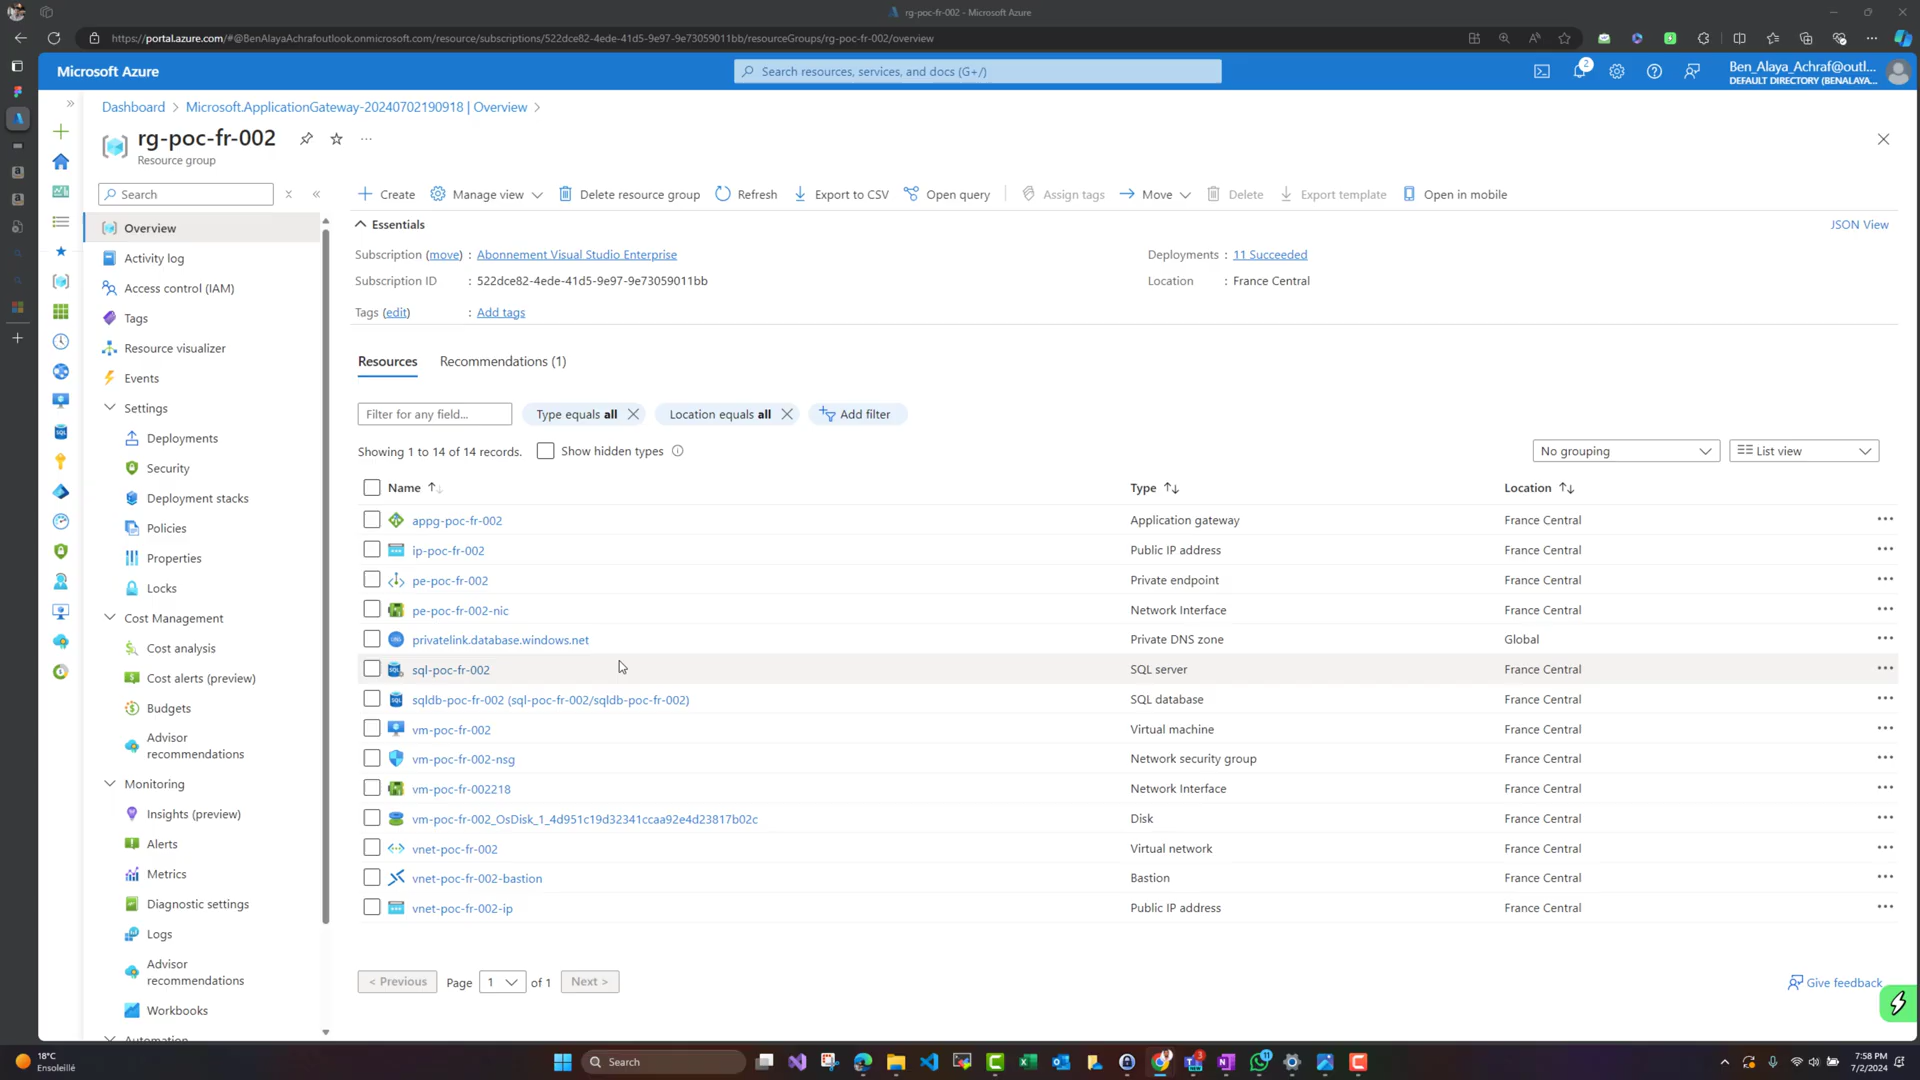 rg-poc-fr-002 - Microsoft Azure
https://portal.azure.com/#@BenAlayaAchrafoutlook.onmicrosoft.com/resource/subscriptions/522dce82-4ede-41d5-9e97-9e73059011bb/resourceGroups/rg-poc-fr-002/overview
Microsoft Azure
Search resources, services, and docs (G+/)
2
Ben_Alaya_Achraf@outl...
DEFAULT DIRECTORY (BENALAYA...
Dashboard > Microsoft.ApplicationGateway-20240702190918 | Overview >
rg-poc-fr-002
Resource group
Search
Overview
Activity log
Access control (IAM)
Tags
Resource visualizer
Events
Settings
Deployments
Security
Deployment stacks
Policies
Properties
Locks
Cost Management
Cost analysis
Cost alerts (preview)
Budgets
Advisor
recommendations
Monitoring
Insights (preview)
Alerts
Metrics
Diagnostic settings
Logs
Advisor
recommendations
Workbooks
Automation
Create Manage view Delete resource group Refresh Export to CSV Open query Assign tags Move Delete Export template Open in mobile
Essentials
JSON View
Subscription (move) : Abonnement Visual Studio Enterprise
Deployments : 11 Succeeded
Subscription ID : 522dce82-4ede-41d5-9e97-9e73059011bb
Location : France Central
Tags (edit) : Add tags
Resources Recommendations (1)
Filter for any field... Type equals all Location equals all Add filter
Showing 1 to 14 of 14 records. Show hidden types
No grouping List view
Name Type Location
appg-poc-fr-002 Application gateway France Central
ip-poc-fr-002 Public IP address France Central
pe-poc-fr-002 Private endpoint France Central
pe-poc-fr-002-nic Network Interface France Central
privatelink.database.windows.net Private DNS zone Global
sql-poc-fr-002 SQL server France Central
sqldb-poc-fr-002 (sql-poc-fr-002/sqldb-poc-fr-002) SQL database France Central
vm-poc-fr-002 Virtual machine France Central
vm-poc-fr-002-nsg Network security group France Central
vm-poc-fr-002218 Network Interface France Central
vm-poc-fr-002_OsDisk_1_4d951c19d32341ccaa92e4d23817b02c Disk France Central
vnet-poc-fr-002 Virtual network France Central
vnet-poc-fr-002-bastion Bastion France Central
vnet-poc-fr-002-ip Public IP address France Central
< Previous Page 1 of 1 Next >
Give feedback
18°C
Ensoleillé
Search
7:58 PM
7/2/2024